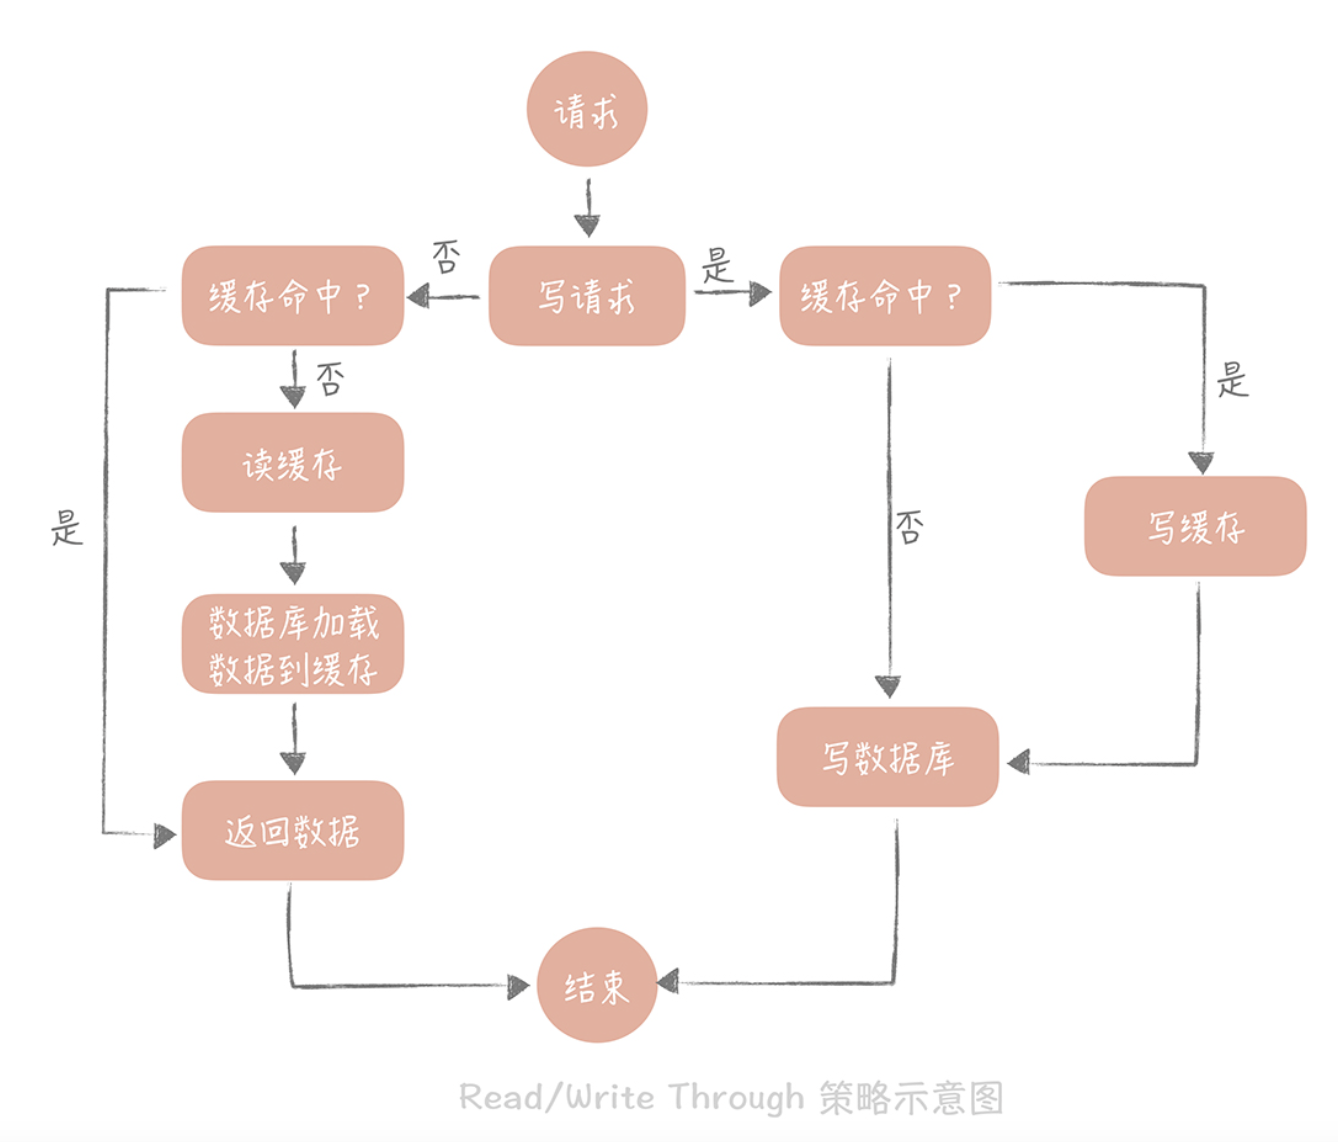 请求
否
是
缓存命中？
写请求
缓存命中？
否
是
读缓存
是
否
写缓存
数据库加载
数据到缓存
写数据库
返回数据
结束
Read/Write Through 策略示意图